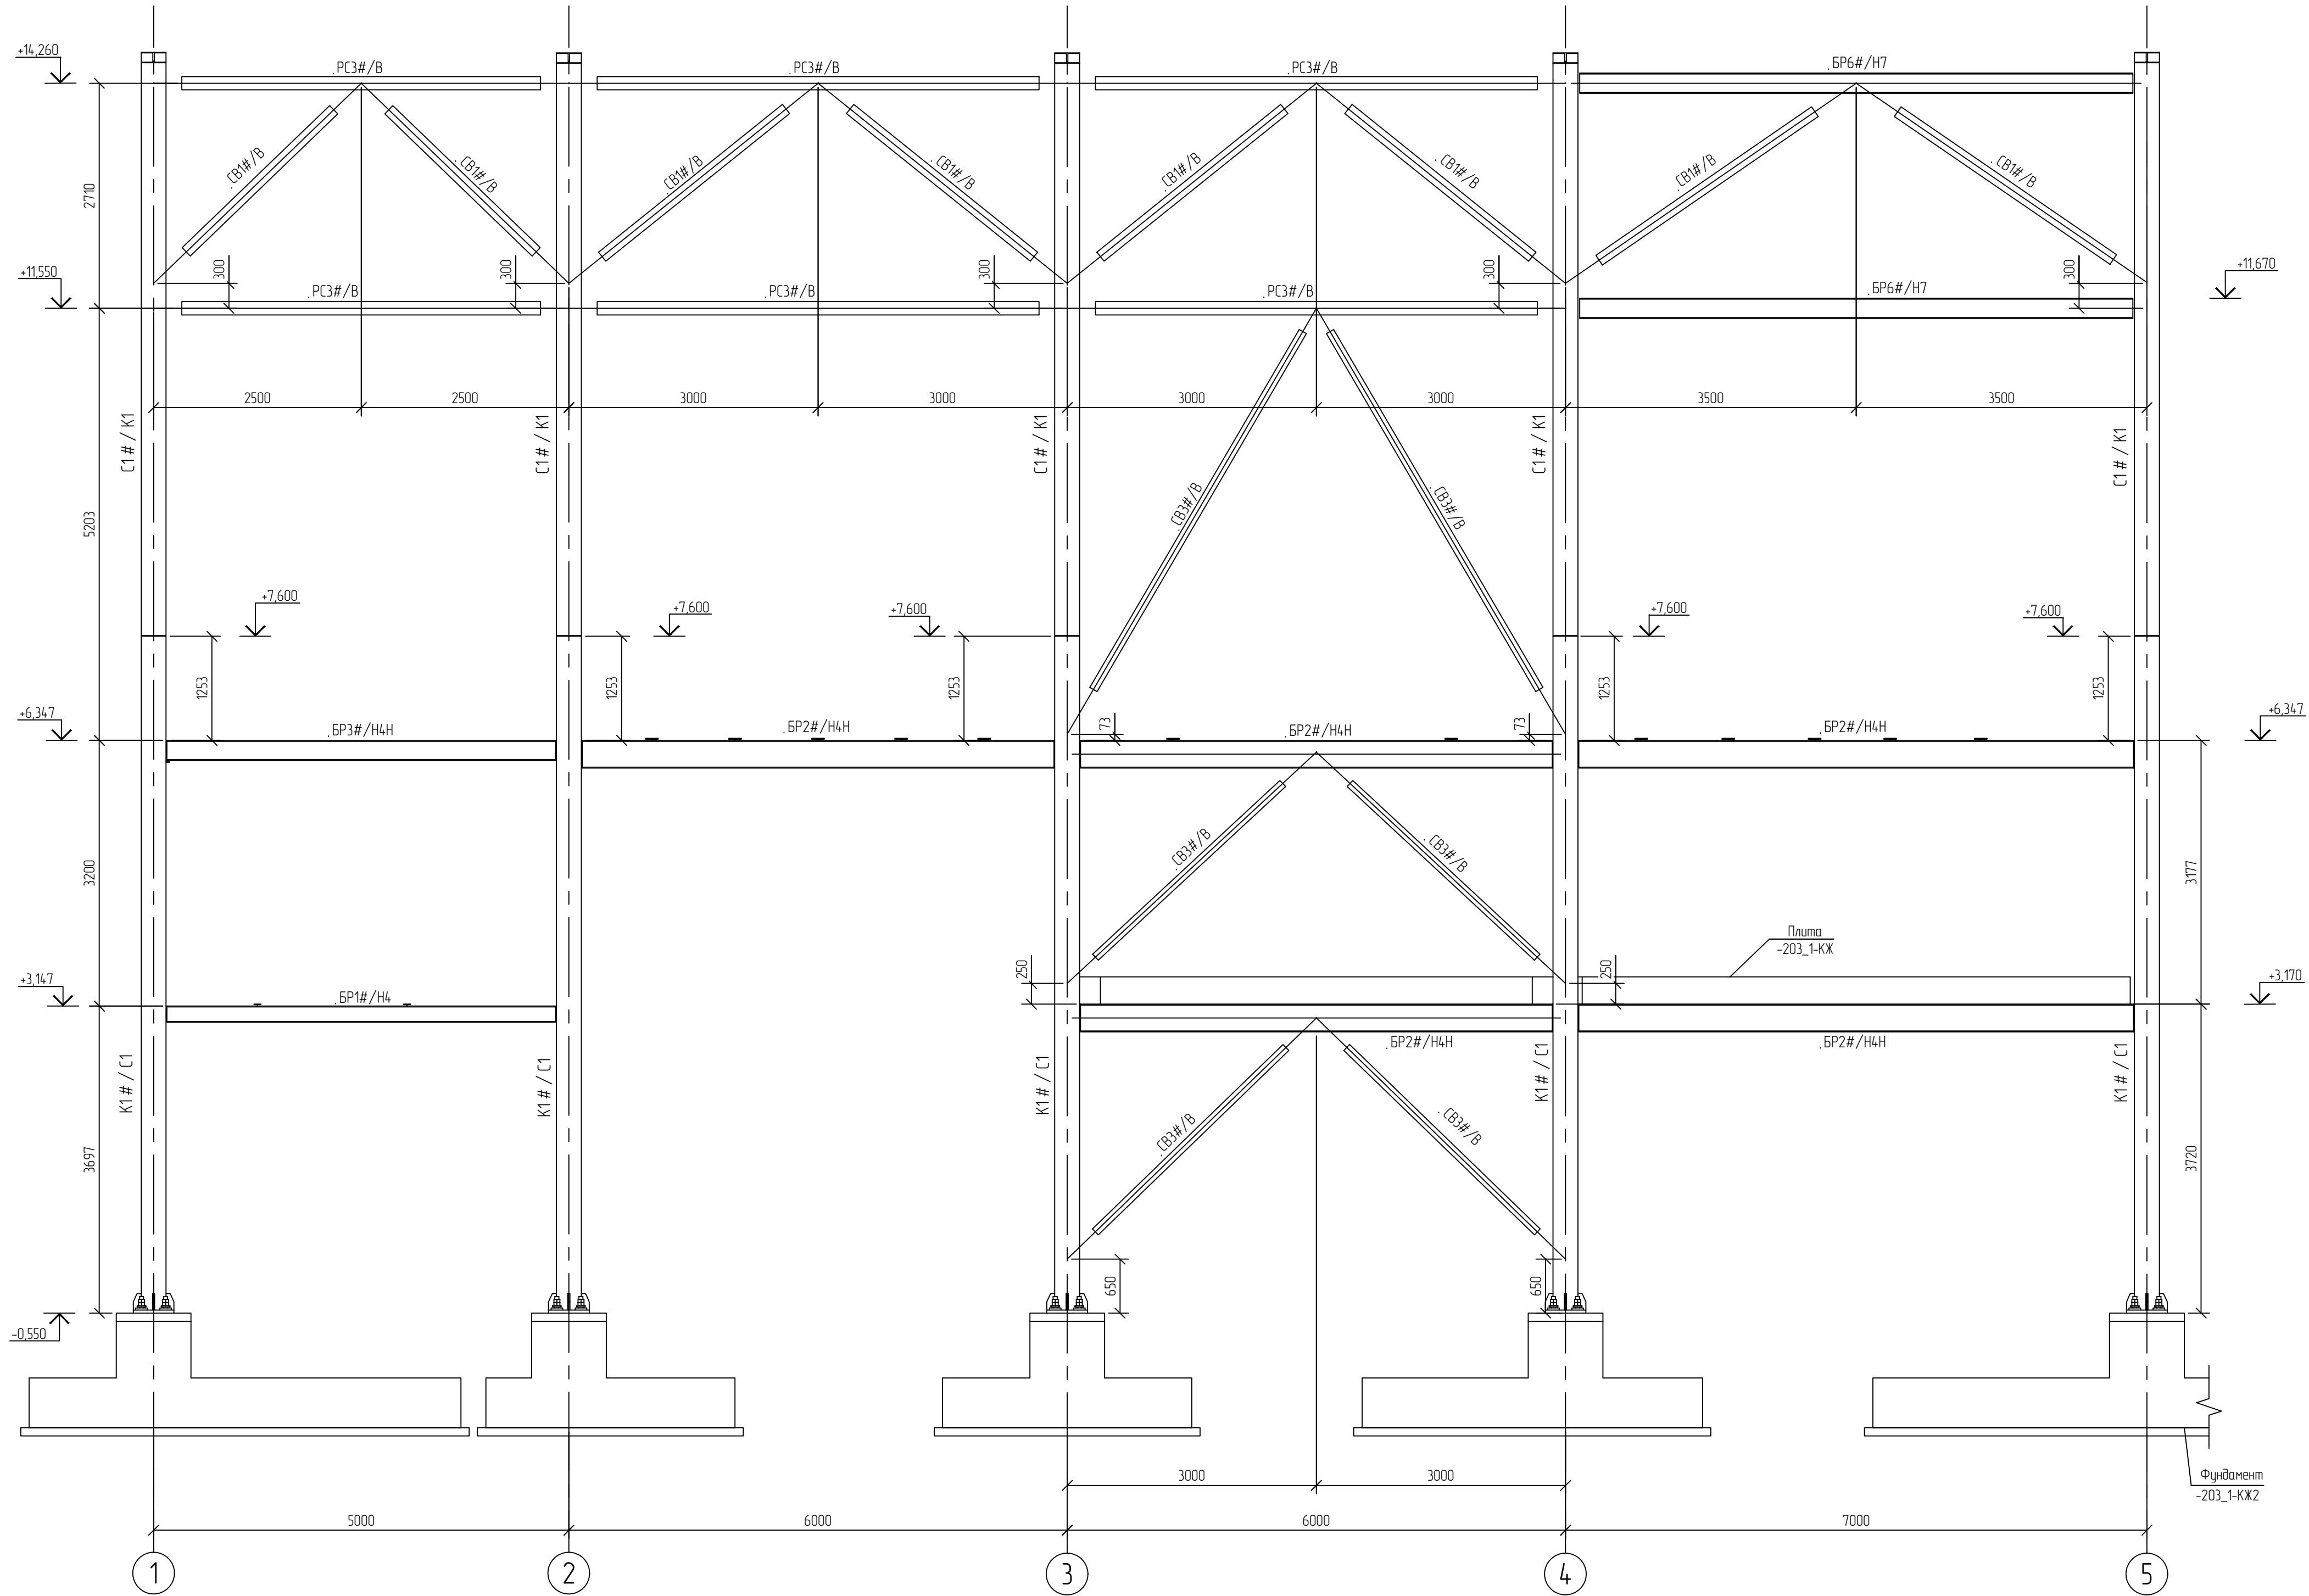 +14,260
.РС3#/В
.РС3#/В
.РС3#/В
.БР6#/Н7
.СВ1#/В
.СВ1#/В
.СВ1#/В
.СВ1#/В
.СВ1#/В
.СВ1#/В
.СВ1#/В
.СВ1#/В
2710
+11,550
300
300
300
300
300
+11,670
.РС3#/В
.РС3#/В
.РС3#/В
.БР6#/Н7
2500
2500
3000
3000
3000
3000
3500
3500
С1# / К1
С1# / К1
С1# / К1
С1# / К1
С1# / К1
5203
.СВ3#/В
.СВ3#/В
+7,600
+7,600
+7,600
+7,600
+7,600
1253
1253
1253
1253
1253
+6,347
.БР3#/Н4Н
.БР2#/Н4Н
73
.БР2#/Н4Н
73
.БР2#/Н4Н
+6,347
3200
.СВ3#/В
.СВ3#/В
3177
Плита
-203_1-КЖ
+3,147
.БР1#/Н4
250
250
+3,170
.БР2#/Н4Н
.БР2#/Н4Н
К1# / С1
К1# / С1
К1# / С1
К1# / С1
К1# / С1
3697
.СВ3#/В
.СВ3#/В
3720
650
650
-0,550
3000
3000
Фундамент
-203_1-КЖ2
5000
6000
6000
7000
1
2
3
4
5